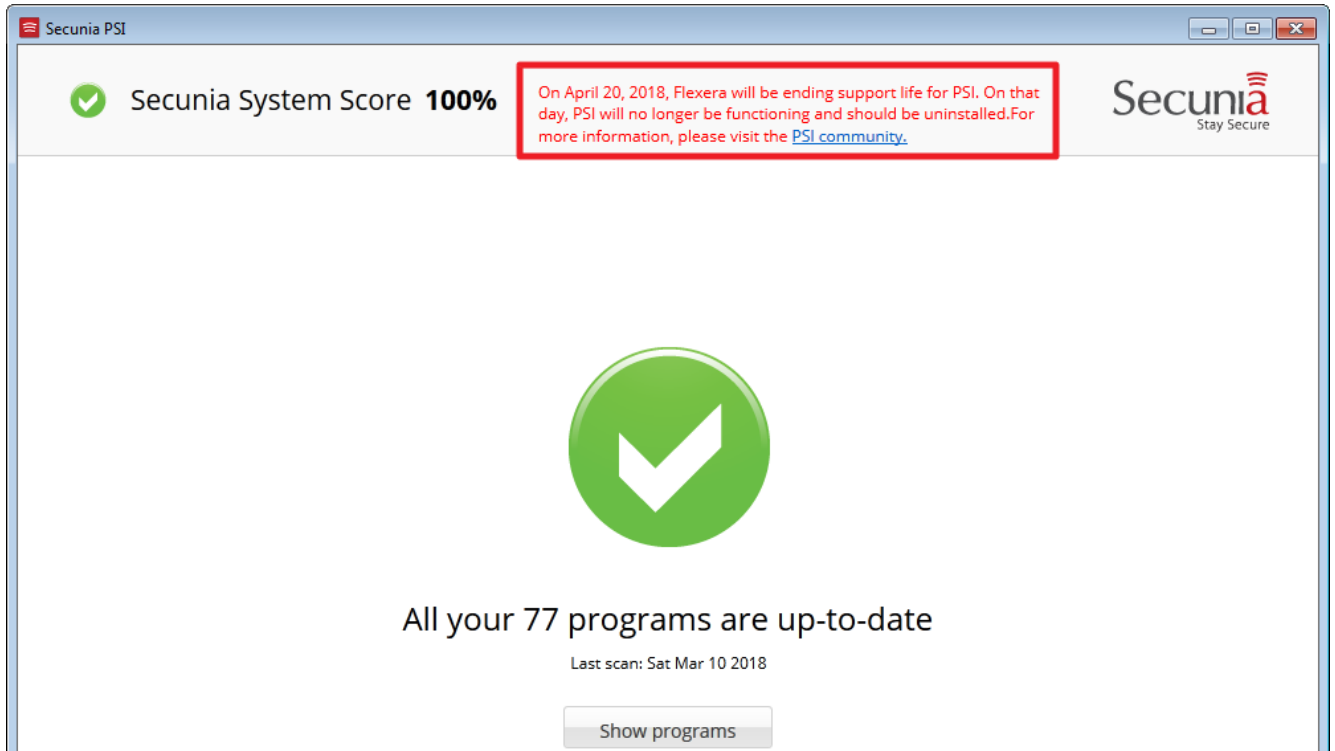 Secunia PSI
Secunia System Score 100%
On April 20, 2018, Flexera will be ending support life for PSI. On that
day, PSI will no longer be functioning and should be uninstalled.For
more information, please visit the PSI community.
Secunia
Stay Secure
All your 77 programs are up-to-date
Last scan: Sat Mar 10 2018
Show programs